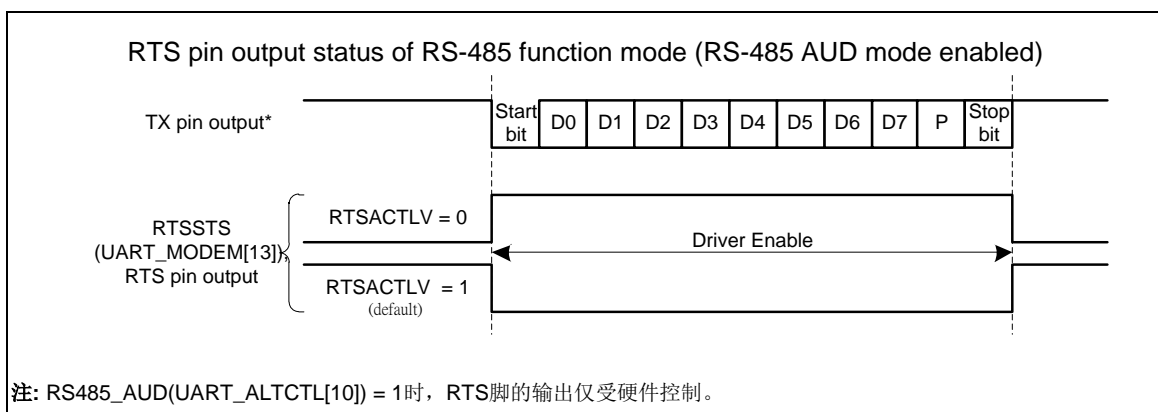 RTS pin output status of RS-485 function mode (RS-485 AUD mode enabled)
TX pin output*
Start bit
D0
D1
D2
D3
D4
D5
D6
D7
P
Stop bit
RTSSTS
(UART_MODEM[13]),
RTS pin output
RTSACTLV = 0
Driver Enable
RTSACTLV = 1
(default)
注: RS485_AUD(UART_ALTCTL[10]) = 1时，RTS脚的输出仅受硬件控制。